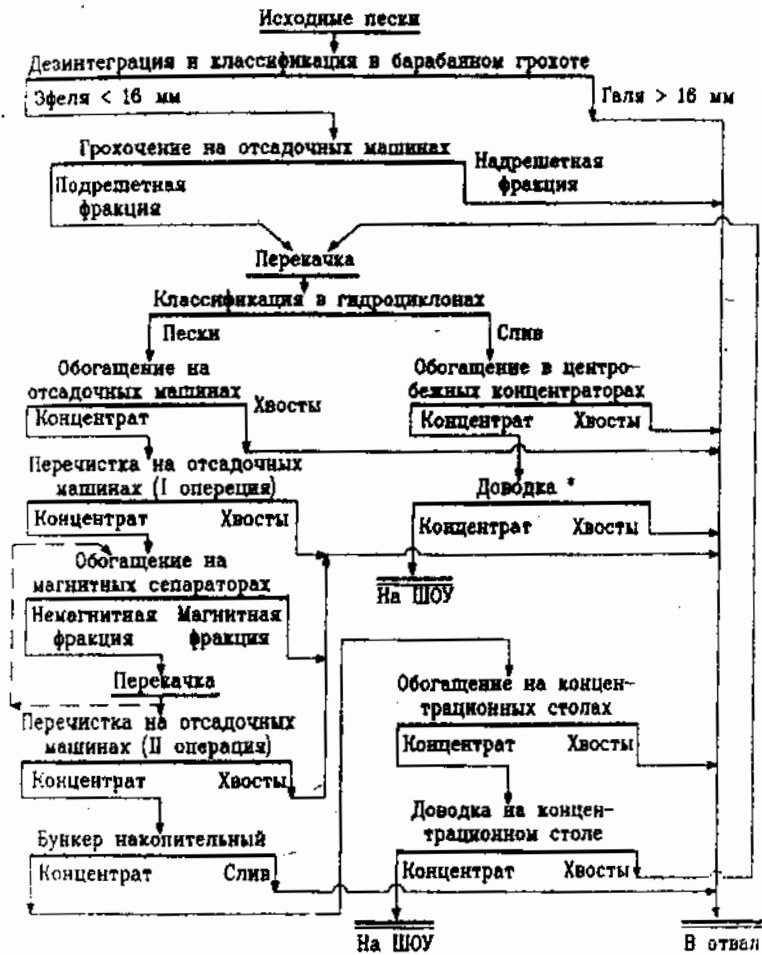 Исходные пески
Дезинтеграция и классификация в барабанном грохоте
Эфеля < 16 мм
Галя > 16 мм
Грохочение на отсадочных машинах
Подрешетная
фракция
Надрешетная
фракция
Перекачка
Классификация в гидроциклонах
Пески
Слив
Обогащение на
отсадочных машинах
Концентрат
Хвосты
Обогащение в центро-
бежных концентраторах
Концентрат Хвосты
Перечистка на отсадочных
машинах (I опереция)
Концентрат Хвосты
Доводка *
Концентрат Хвосты
На ШОУ
Обогащение на
магнитных сепараторах
Немагнитная Магнитная
фракция фракция
Перекачка
Перечистка на отсадочных
машинах (II операция)
Концентрат Хвосты
Бункер накопительный
Концентрат Слив
Обогащение на концен-
трационных столах
Концентрат Хвосты
Доводка на концен-
трационном столе
Концентрат Хвосты
На ШОУ
В отвал